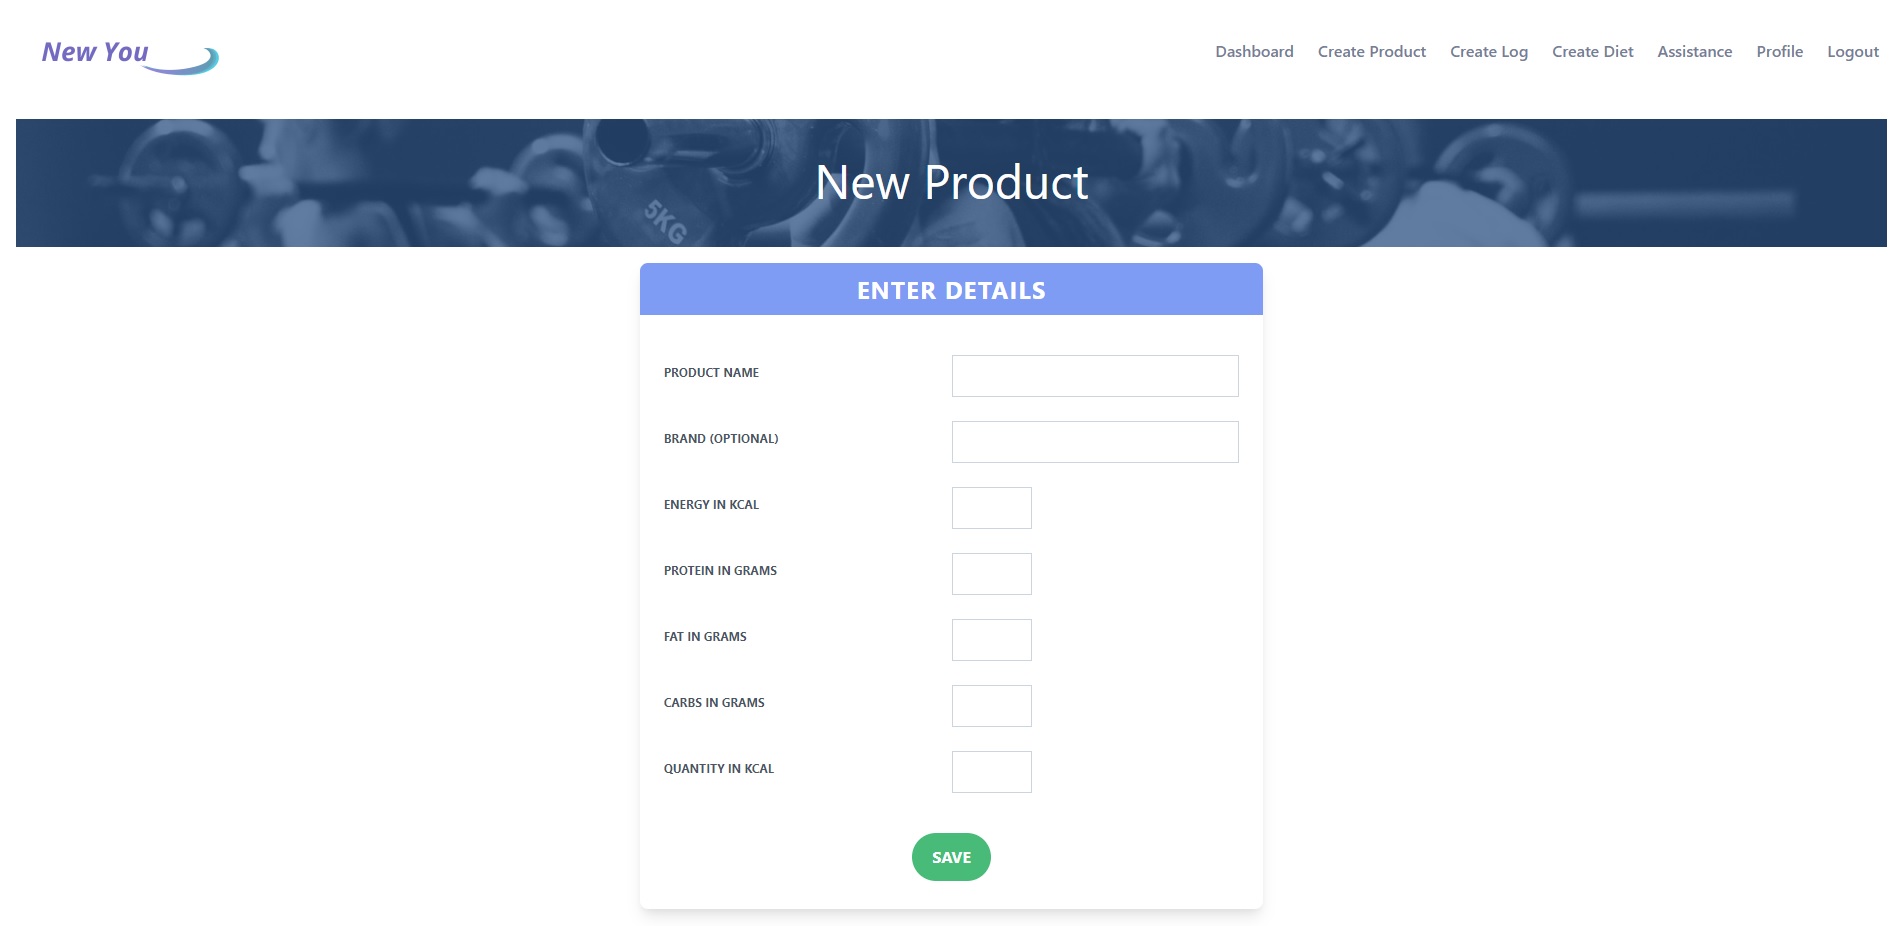 New You
Dashboard Create Product Create Log Create Diet Assistance Profile Logout
New Product
5KG
ENTER DETAILS
PRODUCT NAME
BRAND (OPTIONAL)
ENERGY IN KCAL
PROTEIN IN GRAMS
FAT IN GRAMS
CARBS IN GRAMS
QUANTITY IN KCAL
SAVE